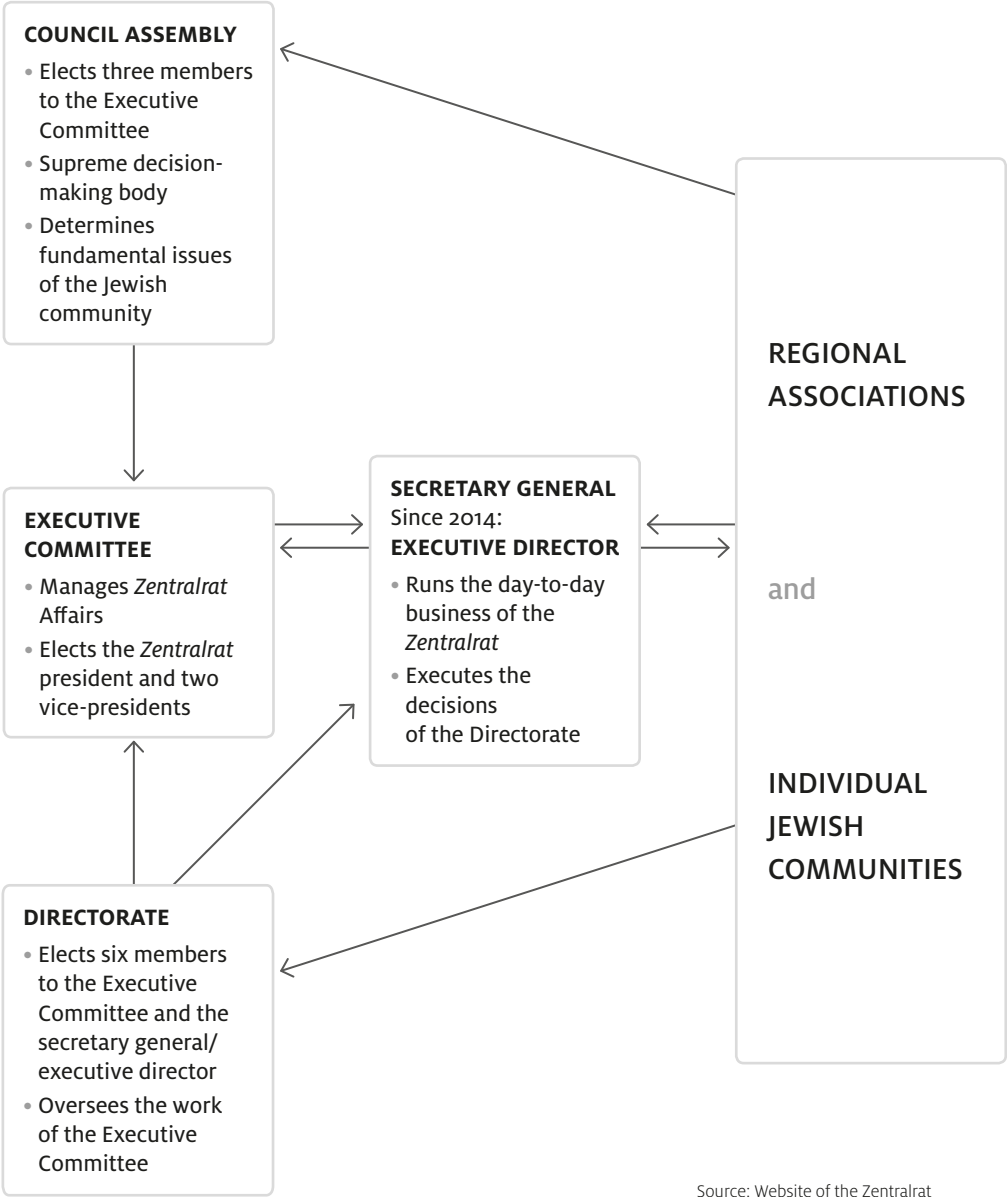 COUNCIL ASSEMBLY
• Elects three members
to the Executive
Committee
• Supreme decision-
making body
• Determines
fundamental issues
of the Jewish
community
EXECUTIVE
COMMITTEE
• Manages Zentralrat
Affairs
• Elects the Zentralrat
president and two
vice-presidents
DIRECTORATE
• Elects six members
to the Executive
Committee and the
secretary general/
executive director
• Oversees the work
of the Executive
Committee
SECRETARY GENERAL
Since 2014:
EXECUTIVE DIRECTOR
• Runs the day-to-day
business of the
Zentralrat
• Executes the
decisions
of the Directorate
REGIONAL
ASSOCIATIONS
and
INDIVIDUAL
JEWISH
COMMUNITIES
Source: Website of the Zentralrat